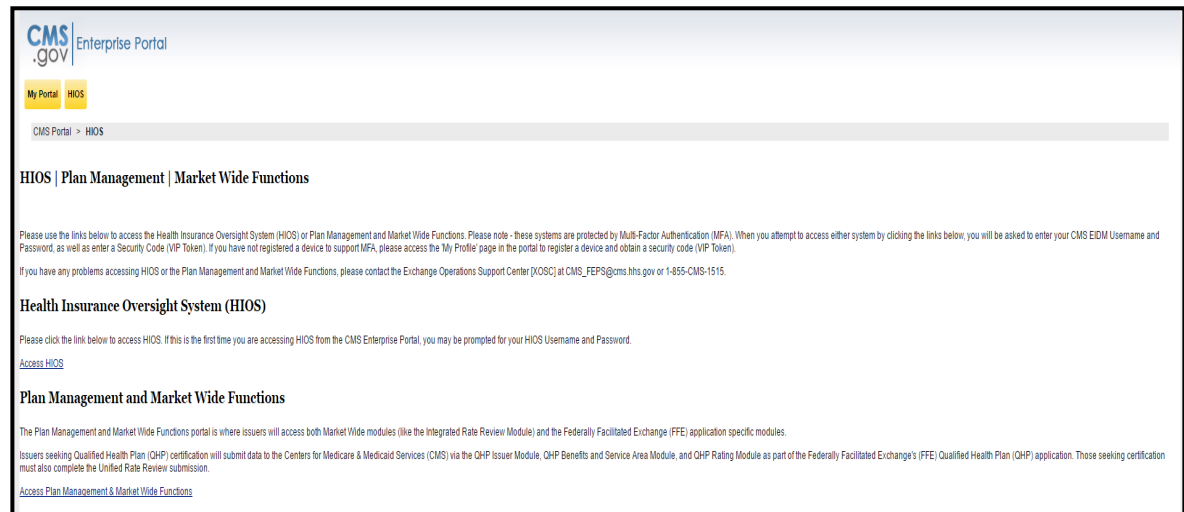 CMS
.gov
Enterprise Portal
My Portal HIOS
CMS Portal > HIOS
HIOS | Plan Management | Market Wide Functions
Please use the links below to access the Health Insurance Oversight System (HIOS) or Plan Management and Market Wide Functions. Please note - these systems are protected by Multi-Factor Authentication (MFA). When you attempt to access either system by clicking the links below, you will be asked to enter your CMS EIDM Username and
Password, as well as enter a Security Code (VIP Token). If you have not registered a device to support MFA, please access the 'My Profile' page in the portal to register a device and obtain a security code (VIP Token).
If you have any problems accessing HIOS or the Plan Management and Market Wide Functions, please contact the Exchange Operations Support Center [XOSC] at CMS_FEPS@cms.hhs.gov or 1-855-CMS-1515.
Health Insurance Oversight System (HIOS)
Please click the link below to access HIOS. If this is the first time you are accessing HIOS from the CMS Enterprise Portal, you may be prompted for your HIOS Username and Password.
Access HIOS
Plan Management and Market Wide Functions
The Plan Management and Market Wide Functions portal is where issuers will access both Market Wide modules (like the Integrated Rate Review Module) and the Federally Facilitated Exchange (FFE) application specific modules.
Issuers seeking Qualified Health Plan (QHP) certification will submit data to the Centers for Medicare & Medicaid Services (CMS) via the QHP Issuer Module, QHP Benefits and Service Area Module, and QHP Rating Module as part of the Federally Facilitated Exchange's (FFE) Qualified Health Plan (QHP) application. Those seeking certification
must also complete the Unified Rate Review submission.
Access Plan Management & Market Wide Functions